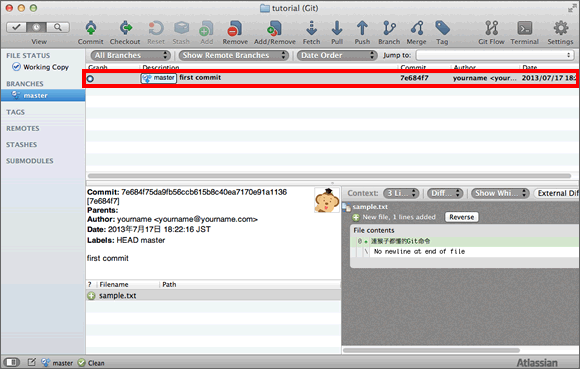 tutorial (Git)
View Commit Checkout Reset Stash Add Remove Add/Remove Fetch Pull Push Branch Merge Tag Git Flow Terminal Settings
FILE STATUS
Working Copy
BRANCHES
master
TAGS
REMOTES
STASHES
SUBMODULES
All Branches Show Remote Branches Date Order Jump to:
Graph Description Commit Author Date
master first commit 7e684f7 yourname <your... 2013/07/17 18:2
Commit: 7e684f75da9fb56ccb615b8c40ea7170e91a1136
[7e684f7]
Parents:
Author: yourname <yourname@yourname.com>
Date: 2013年7月17日 18:22:16 JST
Labels: HEAD master
first commit
? Filename Path
sample.txt
Context: 3 Li... Diff... Show Whi... External Diff
sample.txt
New file, 1 lines added Reverse
File contents
0 + 連猴子都懂的Git命令
\ No newline at end of file
master Clean Atlassian